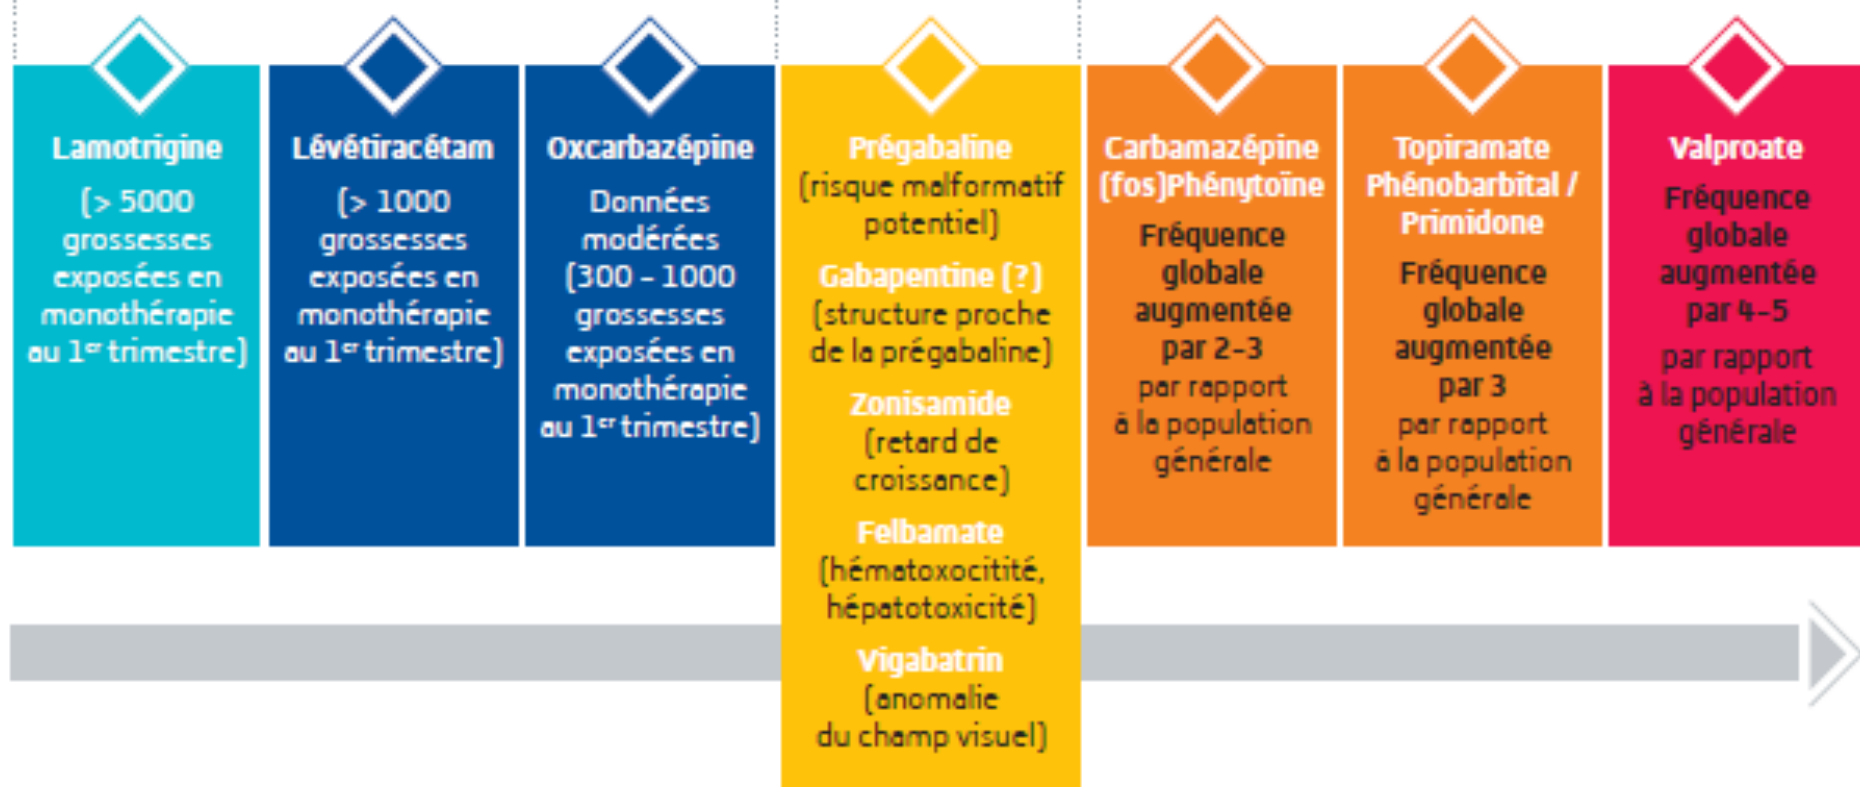 Lamotrigine
(> 5000
grossesses
exposées en
monothérapie
au 1er trimestre)
Lévétiracétam
(> 1000
grossesses
exposées en
monothérapie
au 1er trimestre)
Oxcarbazépine
Données
modérées
(300 – 1000
grossesses
exposées en
monothérapie
au 1er trimestre)
Prégabaline
(risque malformatif
potentiel)
Gabapentine (?)
(structure proche
de la prégabaline)
Zonisamide
(retard de
croissance)
Felbamate
(hématoxocitité,
hépatotoxicité)
Vigabatrin
(anomalie
du champ visuel)
Carbamazépine
(fos)Phénytoïne
Fréquence
globale
augmentée
par 2-3
par rapport
à la population
générale
Topiramate
Phénobarbital /
Primidone
Fréquence
globale
augmentée
par 3
par rapport
à la population
générale
Valproate
Fréquence
globale
augmentée
par 4-5
par rapport
à la population
générale